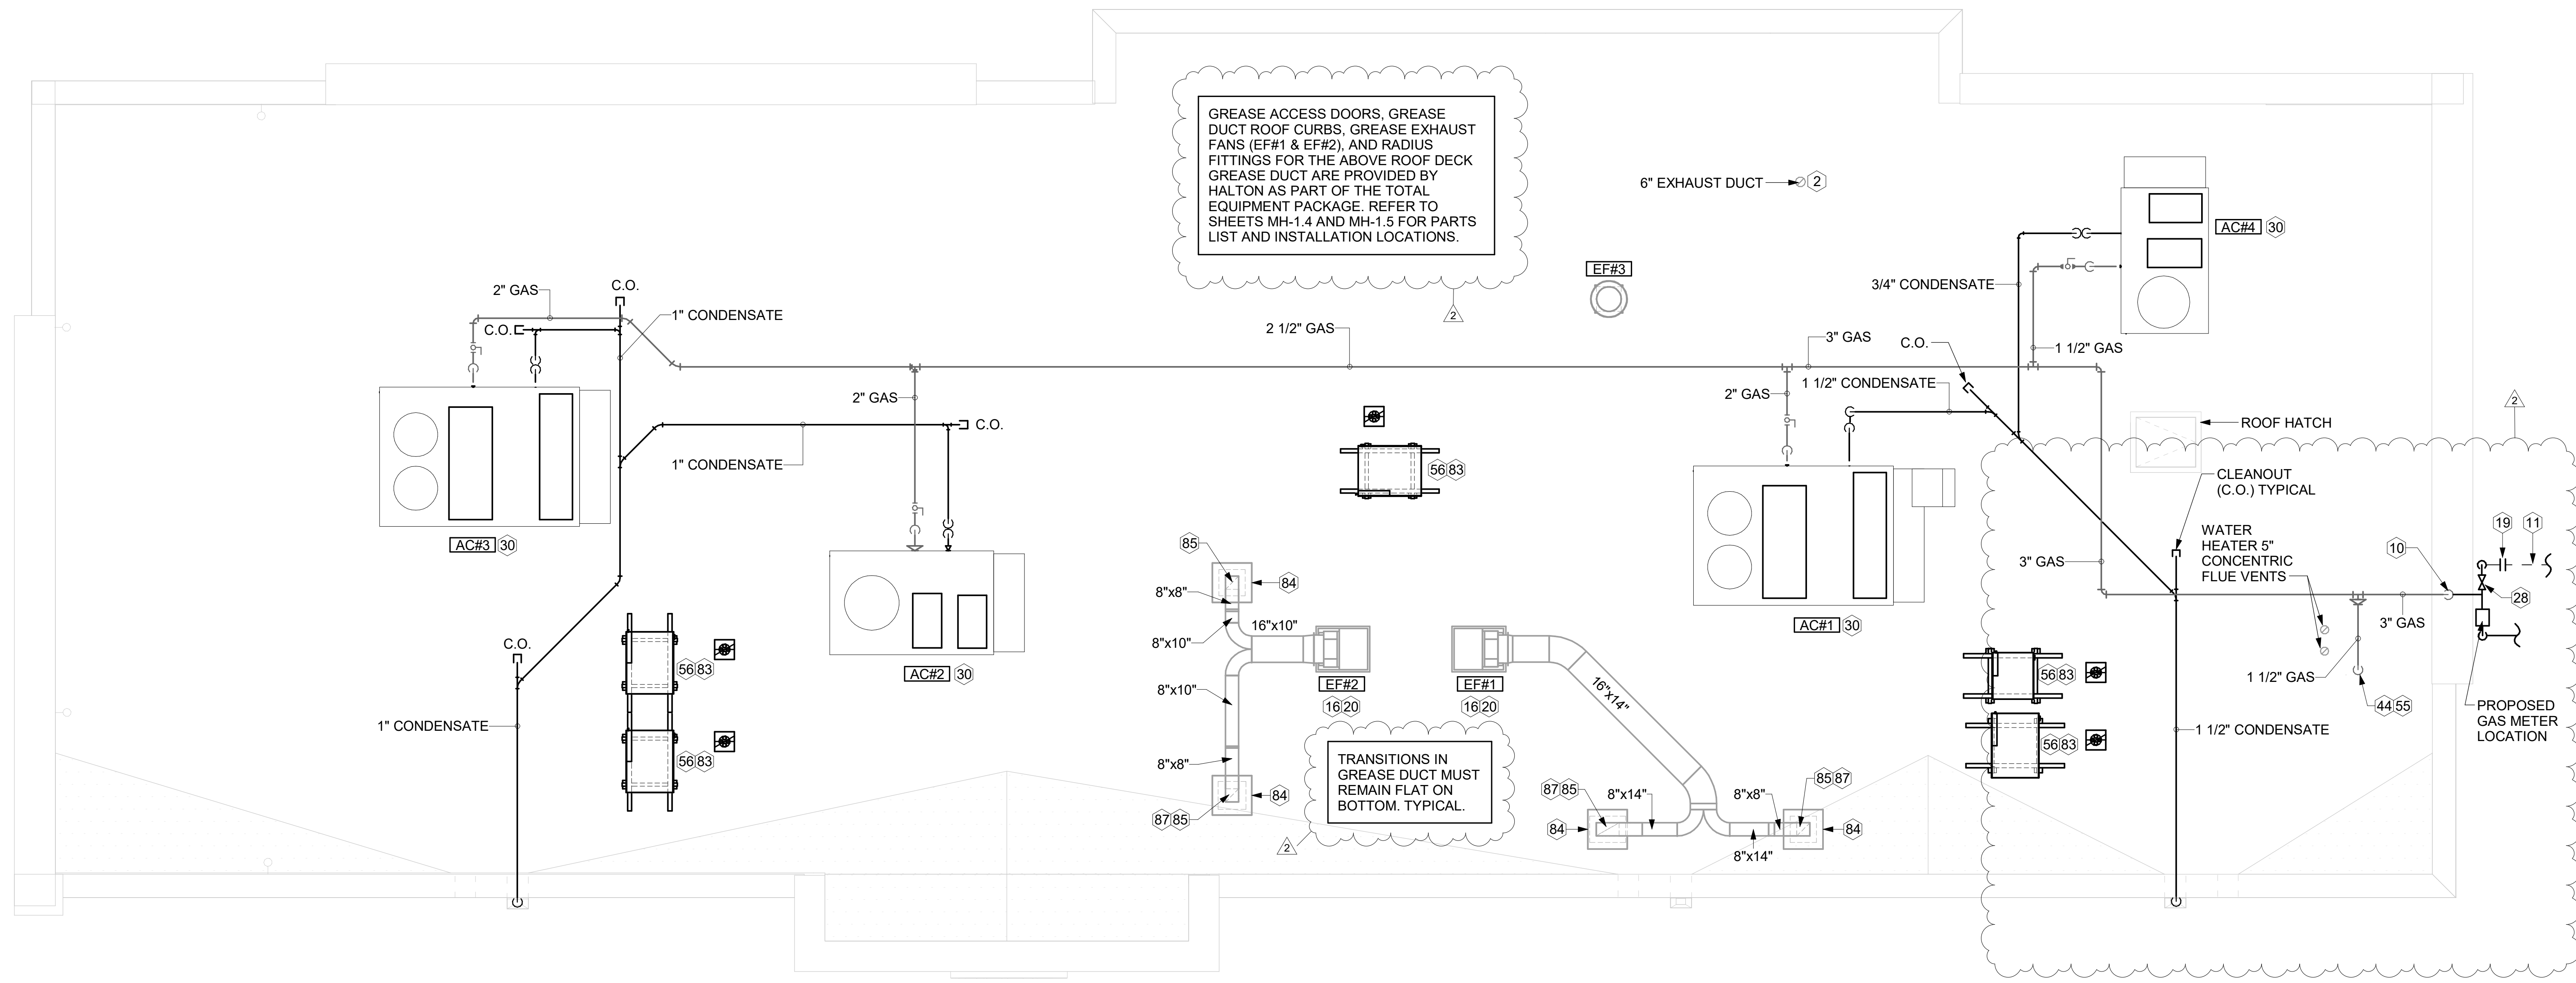 GREASE ACCESS DOORS, GREASE
DUCT ROOF CURBS, GREASE EXHAUST
FANS (EF#1 & EF#2), AND RADIUS
FITTINGS FOR THE ABOVE ROOF DECK
GREASE DUCT ARE PROVIDED BY
HALTON AS PART OF THE TOTAL
EQUIPMENT PACKAGE. REFER TO
SHEETS MH-1.4 AND MH-1.5 FOR PARTS
LIST AND INSTALLATION LOCATIONS.
2
6" EXHAUST DUCT
2
EF#3
AC#4
30
3/4" CONDENSATE
1 1/2" GAS
2" GAS
C.O.
C.O.
1" CONDENSATE
2 1/2" GAS
3" GAS
C.O.
2" GAS
1 1/2" CONDENSATE
2" GAS
C.O.
1" CONDENSATE
AC#3
30
AC#2
30
AC#1
30
56
83
2
ROOF HATCH
CLEANOUT
(C.O.) TYPICAL
WATER
HEATER 5"
CONCENTRIC
FLUE VENTS
19
11
10
28
3" GAS
3" GAS
1 1/2" GAS
44
55
PROPOSED
GAS METER
LOCATION
1 1/2" CONDENSATE
56
83
56
83
C.O.
1" CONDENSATE
56
83
56
83
85
84
8"x8"
8"x10"
16"x10"
8"x10"
8"x8"
84
87
85
EF#2
16
20
EF#1
16
20
16"x14"
TRANSITIONS IN
GREASE DUCT MUST
REMAIN FLAT ON
BOTTOM. TYPICAL.
2
87
85
8"x14"
8"x8"
85
87
84
84
8"x14"